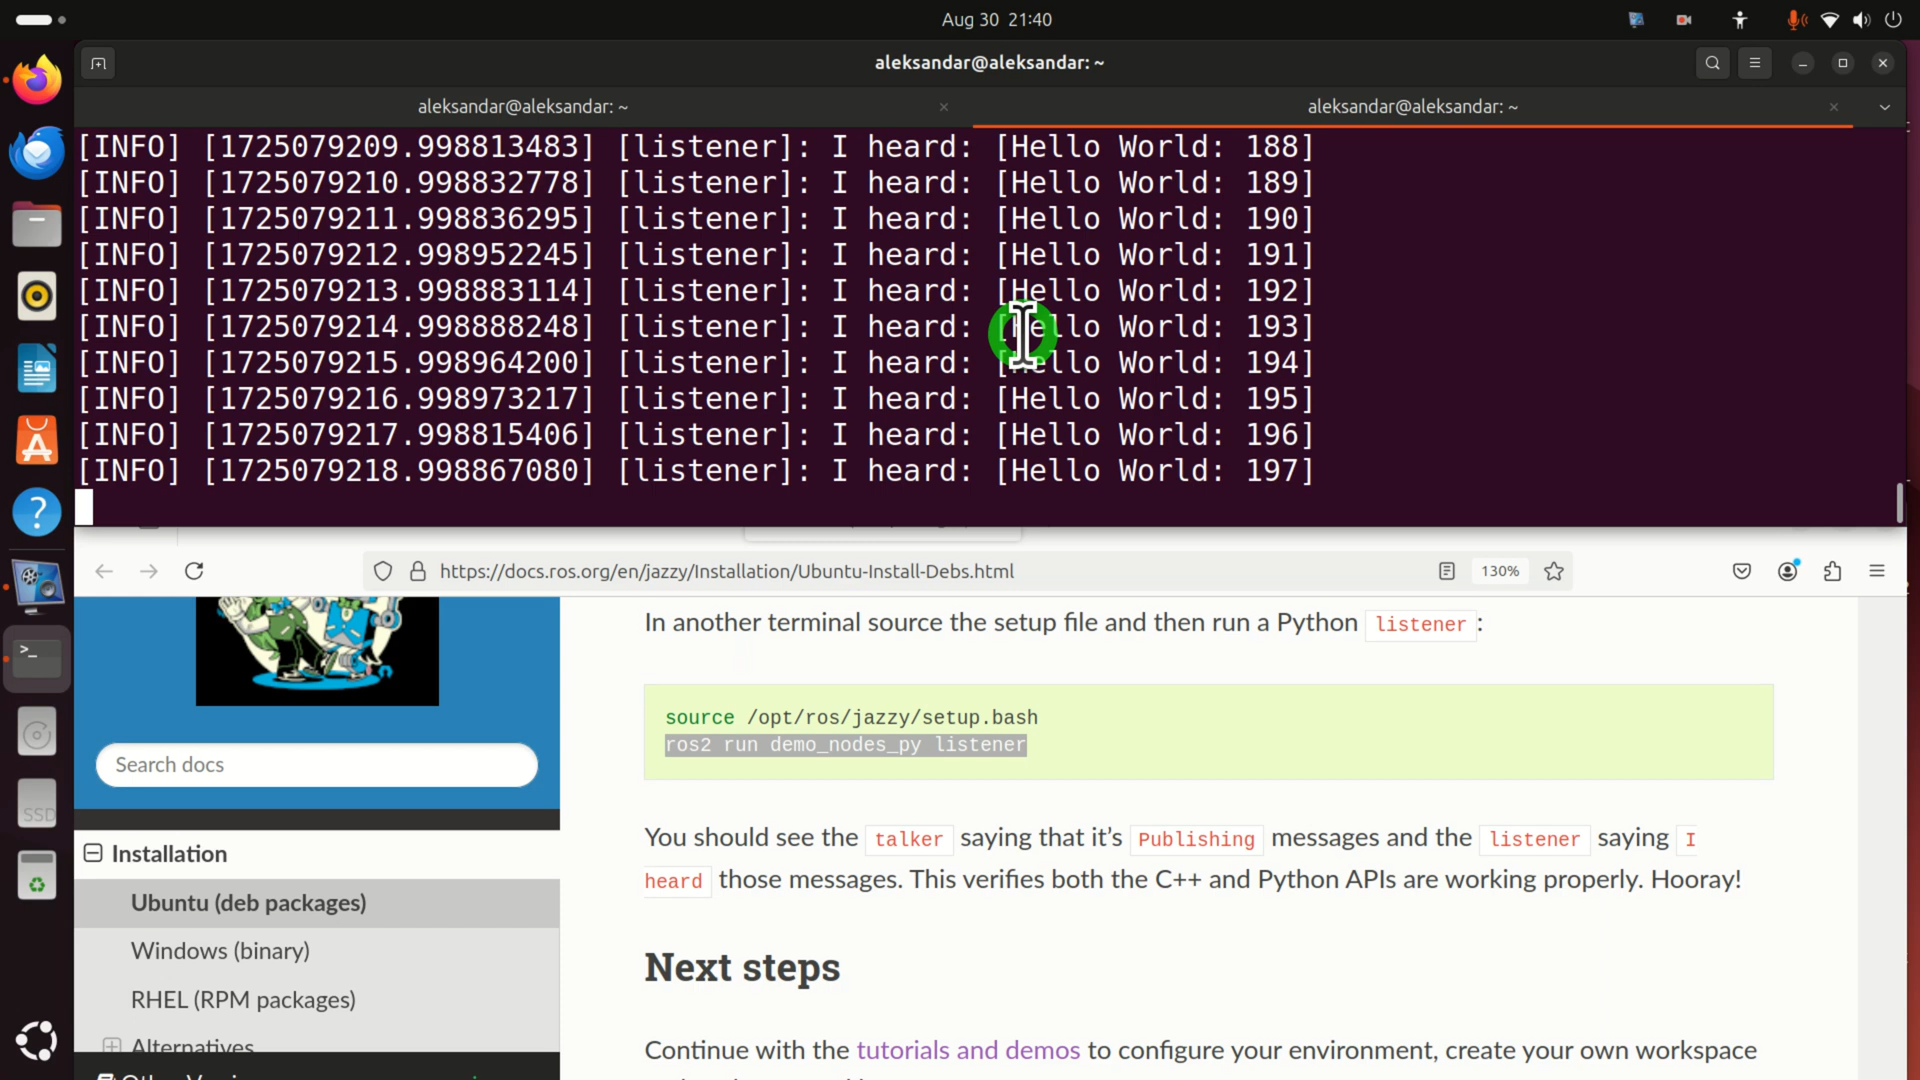 Aug 30 21:40
aleksandar@aleksandar: ~
aleksandar@aleksandar: ~
aleksandar@aleksandar: ~
[INFO] [1725079209.998813483] [listener]: I heard: [Hello World: 188]
[INFO] [1725079210.998832778] [listener]: I heard: [Hello World: 189]
[INFO] [1725079211.998836295] [listener]: I heard: [Hello World: 190]
[INFO] [1725079212.998952245] [listener]: I heard: [Hello World: 191]
[INFO] [1725079213.998883114] [listener]: I heard: [Hello World: 192]
[INFO] [1725079214.998888248] [listener]: I heard: [Hello World: 193]
[INFO] [1725079215.998964200] [listener]: I heard: [Hello World: 194]
[INFO] [1725079216.998973217] [listener]: I heard: [Hello World: 195]
[INFO] [1725079217.998815406] [listener]: I heard: [Hello World: 196]
[INFO] [1725079218.998867080] [listener]: I heard: [Hello World: 197]
https://docs.ros.org/en/jazzy/Installation/Ubuntu-Install-Debs.html
130%
SSD
Search docs
Installation
Ubuntu (deb packages)
Windows (binary)
RHEL (RPM packages)
Alternatives
In another terminal source the setup file and then run a Python listener:
source /opt/ros/jazzy/setup.bash
ros2 run demo_nodes_py listener
You should see the talker saying that it's Publishing messages and the listener saying I
heard those messages. This verifies both the C++ and Python APIs are working properly. Hooray!
Next steps
Continue with the tutorials and demos to configure your environment, create your own workspace